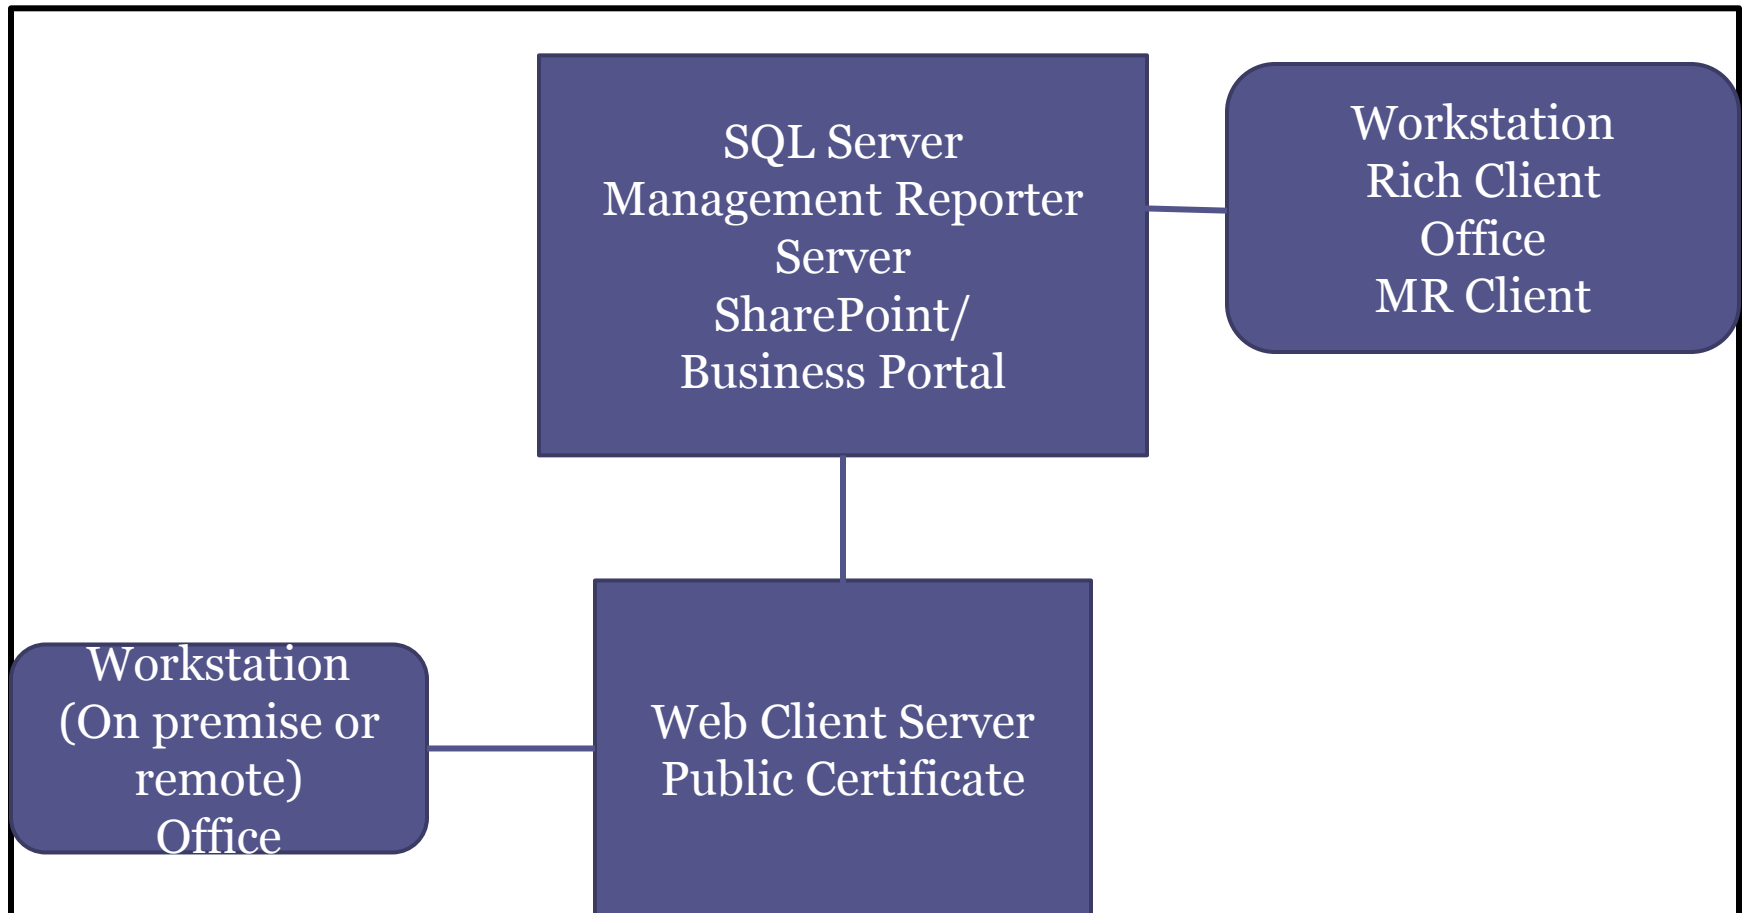 SQL Server
Management Reporter
Server
SharePoint/
Business Portal
Workstation
Rich Client
Office
MR Client
Workstation
(On premise or
remote)
Office
Web Client Server
Public Certificate